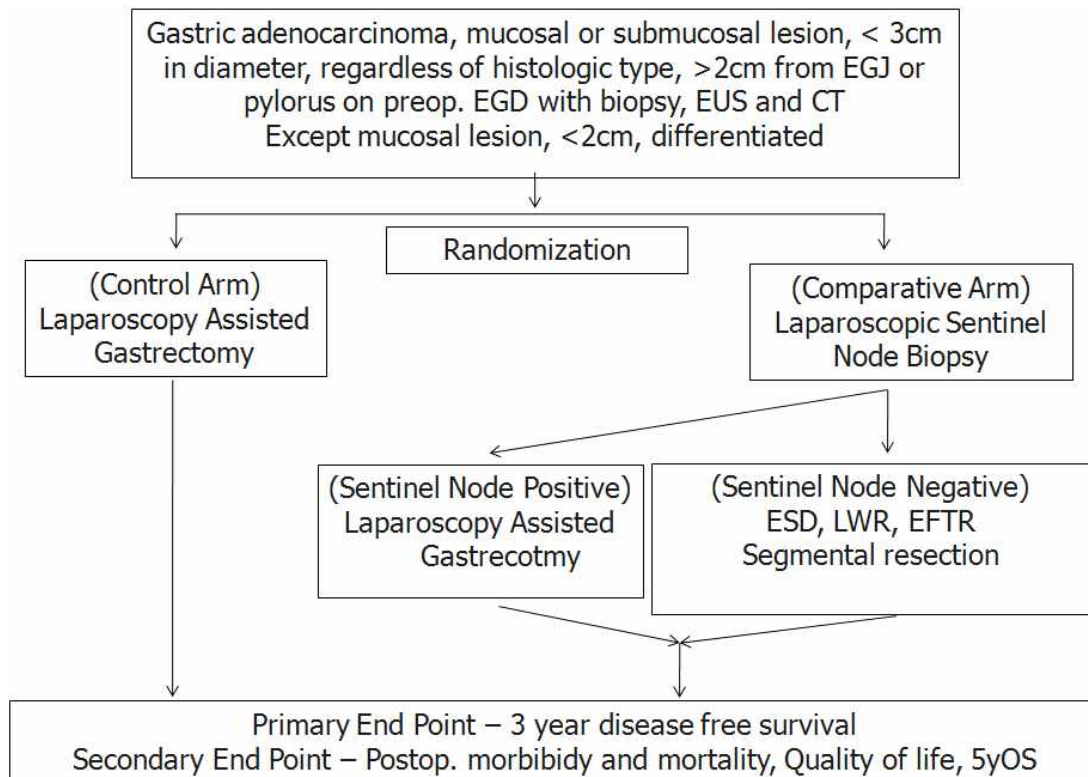 Gastric adenocarcinoma, mucosal or submucosal lesion, < 3cm
in diameter, regardless of histologic type, >2cm from EGJ or
pylorus on preop. EGD with biopsy, EUS and CT
Except mucosal lesion, <2cm, differentiated
Randomization
(Control Arm)
Laparoscopy Assisted
Gastrectomy
(Comparative Arm)
Laparoscopic Sentinel
Node Biopsy
(Sentinel Node Positive)
Laparoscopy Assisted
Gastrecotmy
(Sentinel Node Negative)
ESD, LWR, EFTR
Segmental resection
Primary End Point – 3 year disease free survival
Secondary End Point – Postop. morbidiy and mortality, Quality of life, 5yOS